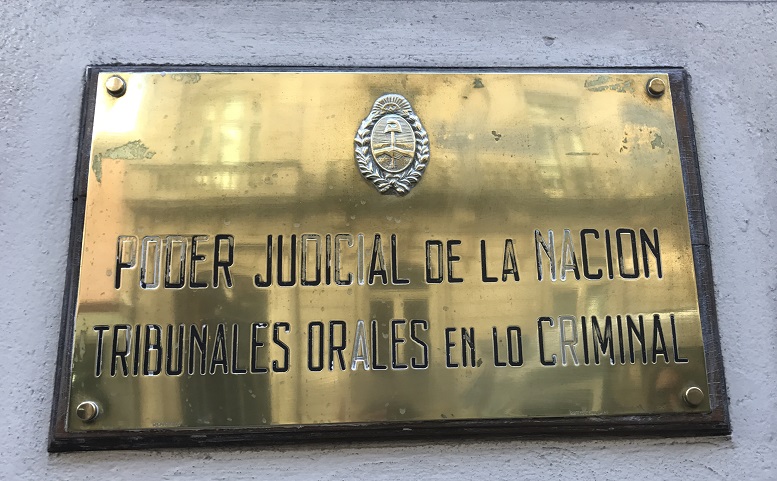 PODER JUDICIAL DE LA NACION
TRIBUNALES ORALES EN LO CRIMINAL